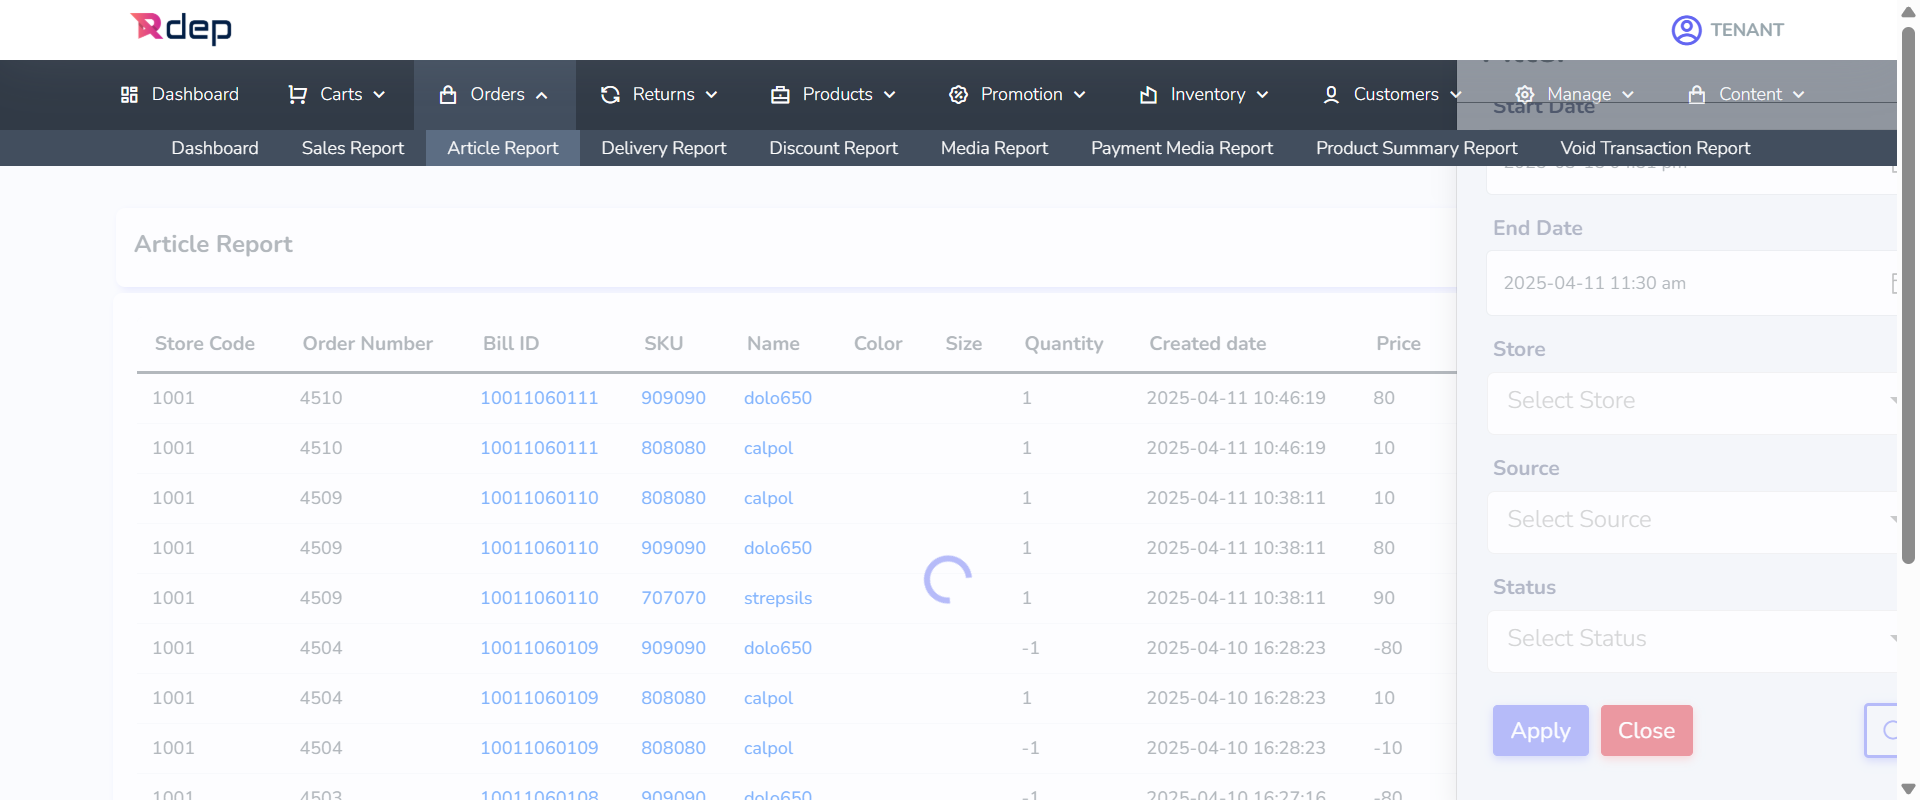 Rdep
TENANT
Dashboard Carts Orders Returns Products Promotion Inventory Customers Manage Content
Start Date
Dashboard Sales Report Article Report Delivery Report Discount Report Media Report Payment Media Report Product Summary Report Void Transaction Report
End Date
Article Report
2025-04-11 11:30 am
Store Code Order Number Bill ID SKU Name Color Size Quantity Created date Price
Store
1001 4510 10011060111 909090 dolo650 1 2025-04-11 10:46:19 80
Select Store
1001 4510 10011060111 808080 calpol 1 2025-04-11 10:46:19 10
Source
1001 4509 10011060110 808080 calpol 1 2025-04-11 10:38:11 10
Select Source
1001 4509 10011060110 909090 dolo650 1 2025-04-11 10:38:11 80
Status
1001 4509 10011060110 707070 strepsils 1 2025-04-11 10:38:11 90
Select Status
1001 4504 10011060109 909090 dolo650 -1 2025-04-10 16:28:23 -80
1001 4504 10011060109 808080 calpol 1 2025-04-10 16:28:23 10
Apply Close
1001 4504 10011060109 808080 calpol -1 2025-04-10 16:28:23 -10
1001 4503 10011060108 909090 dolo650 -1 2025-04-10 16:27:16 -80